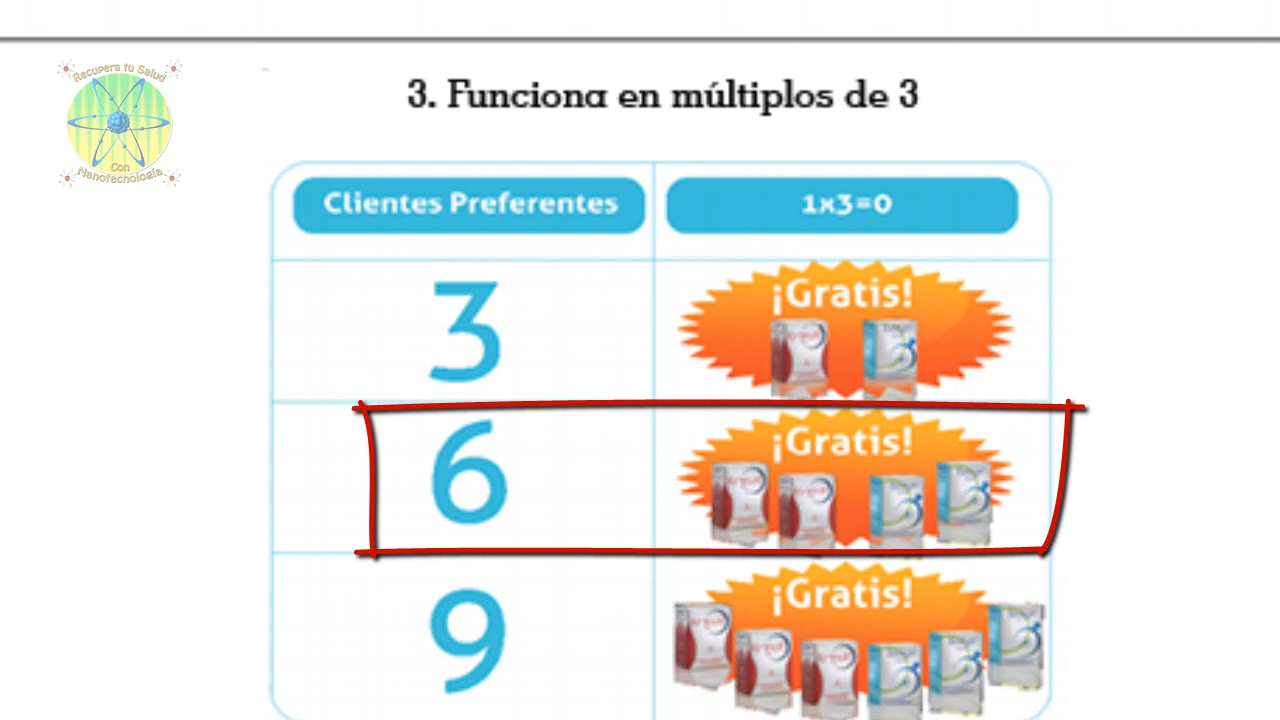 Recupera tu Salud
Con
Nanotecnología
3. Funciona en múltiplos de 3
Clientes Preferentes
1x3=0
3
¡Gratis!
6
¡Gratis!
9
¡Gratis!